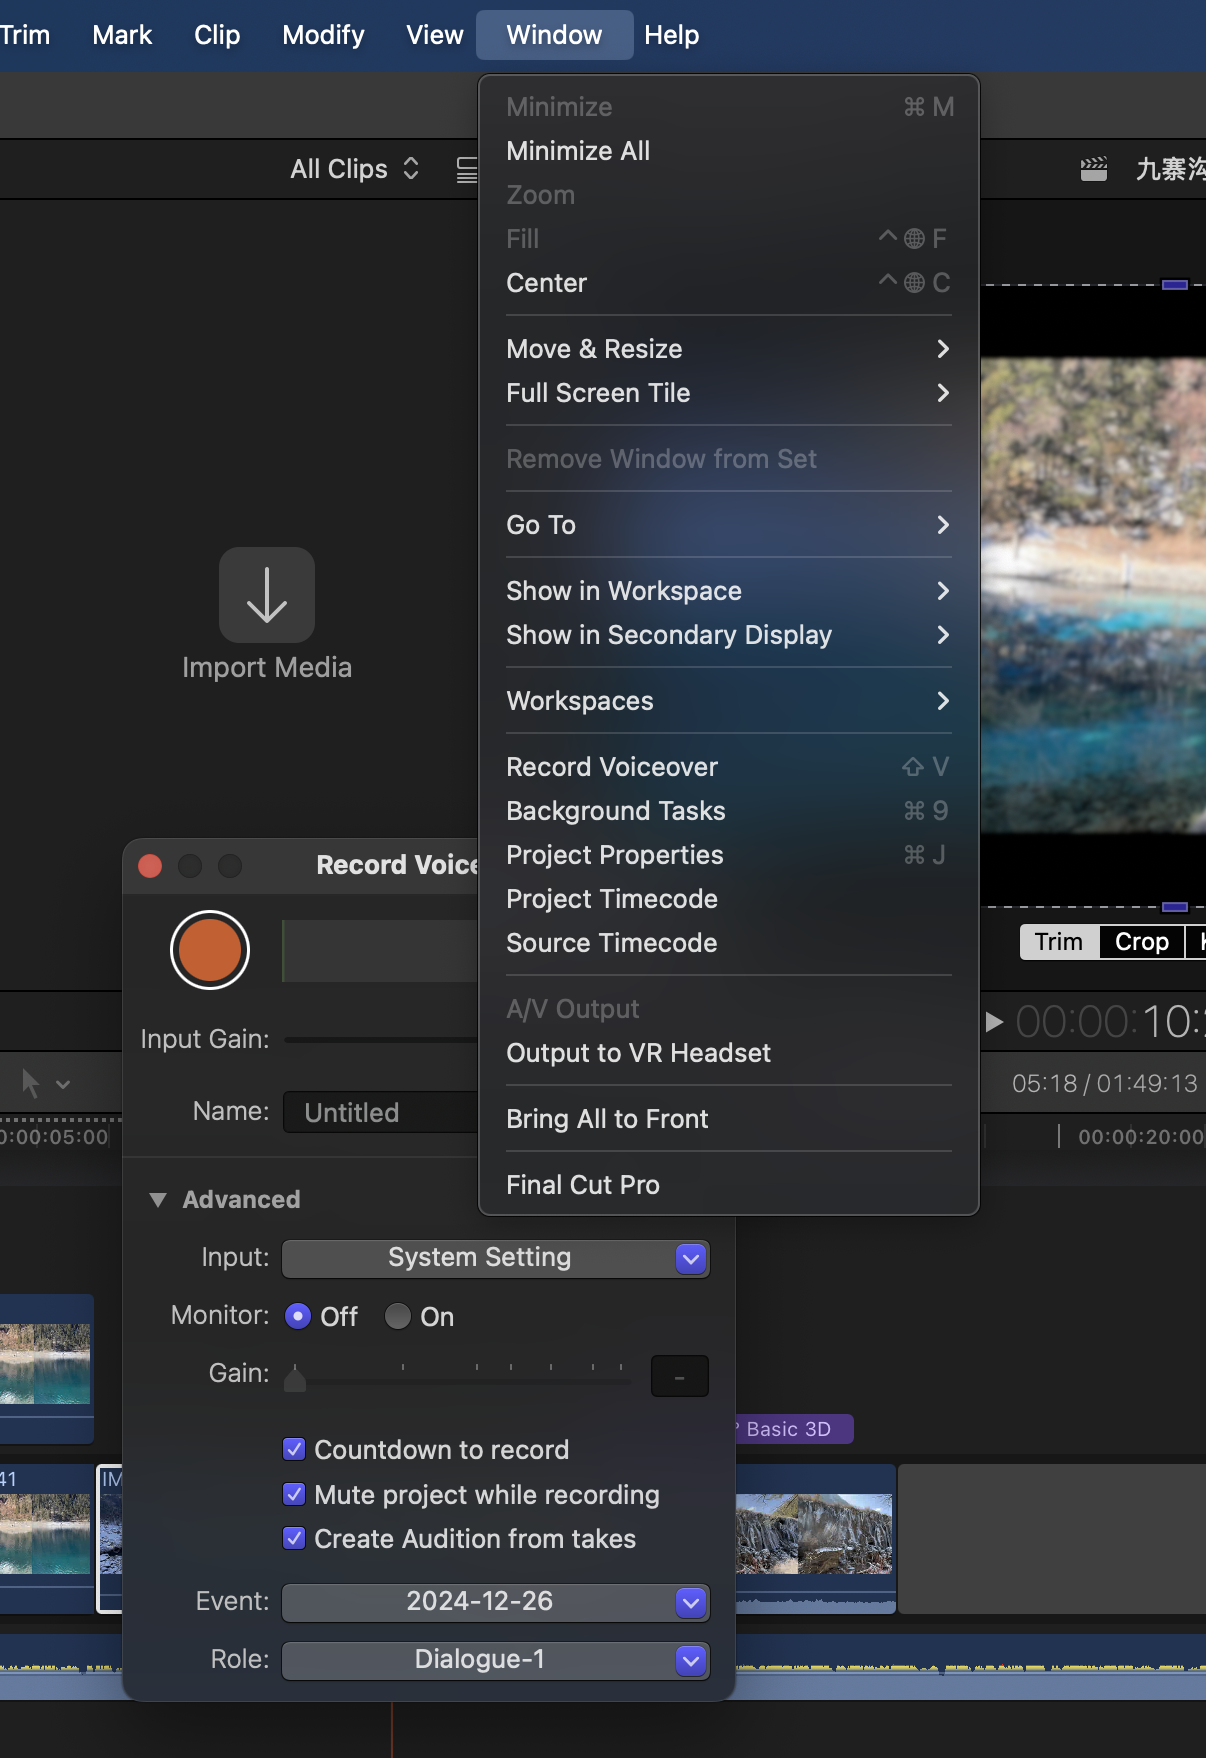 Trim Mark Clip Modify View Window Help
All Clips
九寨沟
Minimize ⌘ M
Minimize All
Zoom
Fill ^ 🌐 F
Center ^ 🌐 C
Move & Resize
Full Screen Tile
Remove Window from Set
Go To
Show in Workspace
Show in Secondary Display
Workspaces
Record Voiceover ⇧ V
Background Tasks ⌘ 9
Project Properties ⌘ J
Project Timecode
Source Timecode
A/V Output
Output to VR Headset
Bring All to Front
Final Cut Pro
Import Media
Trim Crop
00:00:10:
05:18 / 01:49:13
0:00:05:00
00:00:20:00
Record Voice
Input Gain:
Name: Untitled
Advanced
Input: System Setting
Monitor: Off On
Gain: -
Countdown to record
Mute project while recording
Create Audition from takes
Event: 2024-12-26
Role: Dialogue-1
Basic 3D
41
IM